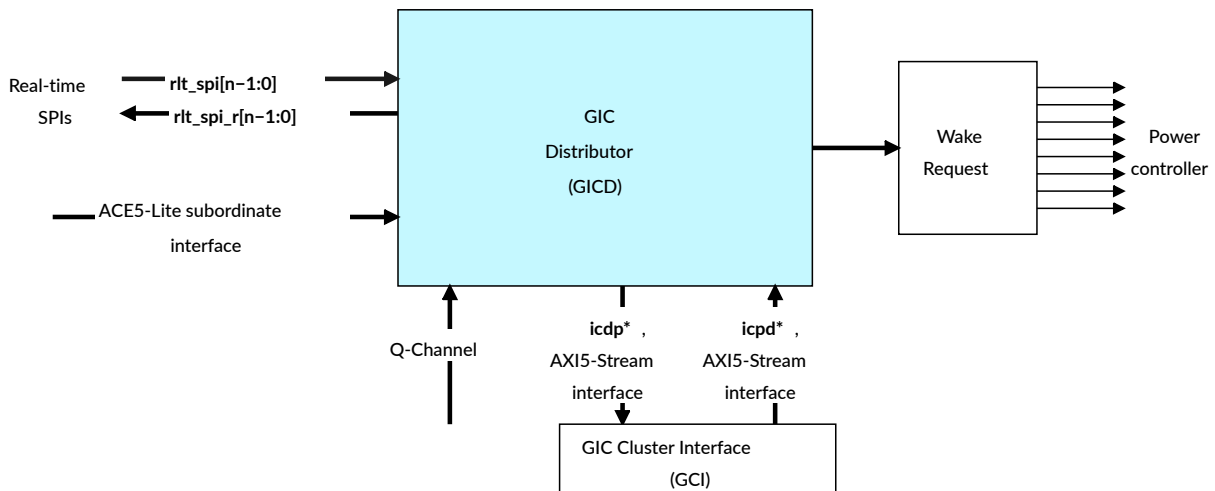 Real-time
SPIs
rlt_spi[n−1:0]
rlt_spi_r[n−1:0]
ACE5-Lite subordinate
interface
GIC
Distributor
(GICD)
Wake
Request
Power
controller
Q-Channel
icdp* ,
AXI5-Stream
interface
icpd* ,
AXI5-Stream
interface
GIC Cluster Interface
(GCI)